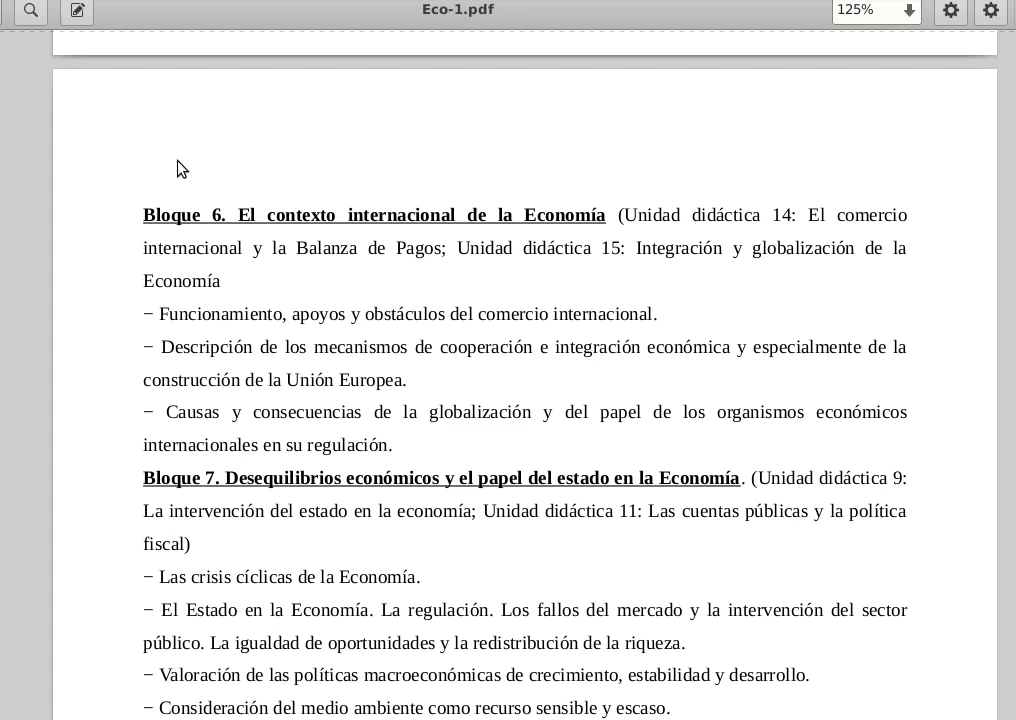 Eco-1.pdf
125%
Bloque 6. El contexto internacional de la Economía (Unidad didáctica 14: El comercio
internacional y la Balanza de Pagos; Unidad didáctica 15: Integración y globalización de la
Economía
− Funcionamiento, apoyos y obstáculos del comercio internacional.
− Descripción de los mecanismos de cooperación e integración económica y especialmente de la
construcción de la Unión Europea.
− Causas y consecuencias de la globalización y del papel de los organismos económicos
internacionales en su regulación.
Bloque 7. Desequilibrios económicos y el papel del estado en la Economía. (Unidad didáctica 9:
La intervención del estado en la economía; Unidad didáctica 11: Las cuentas públicas y la política
fiscal)
− Las crisis cíclicas de la Economía.
− El Estado en la Economía. La regulación. Los fallos del mercado y la intervención del sector
público. La igualdad de oportunidades y la redistribución de la riqueza.
− Valoración de las políticas macroeconómicas de crecimiento, estabilidad y desarrollo.
− Consideración del medio ambiente como recurso sensible y escaso.